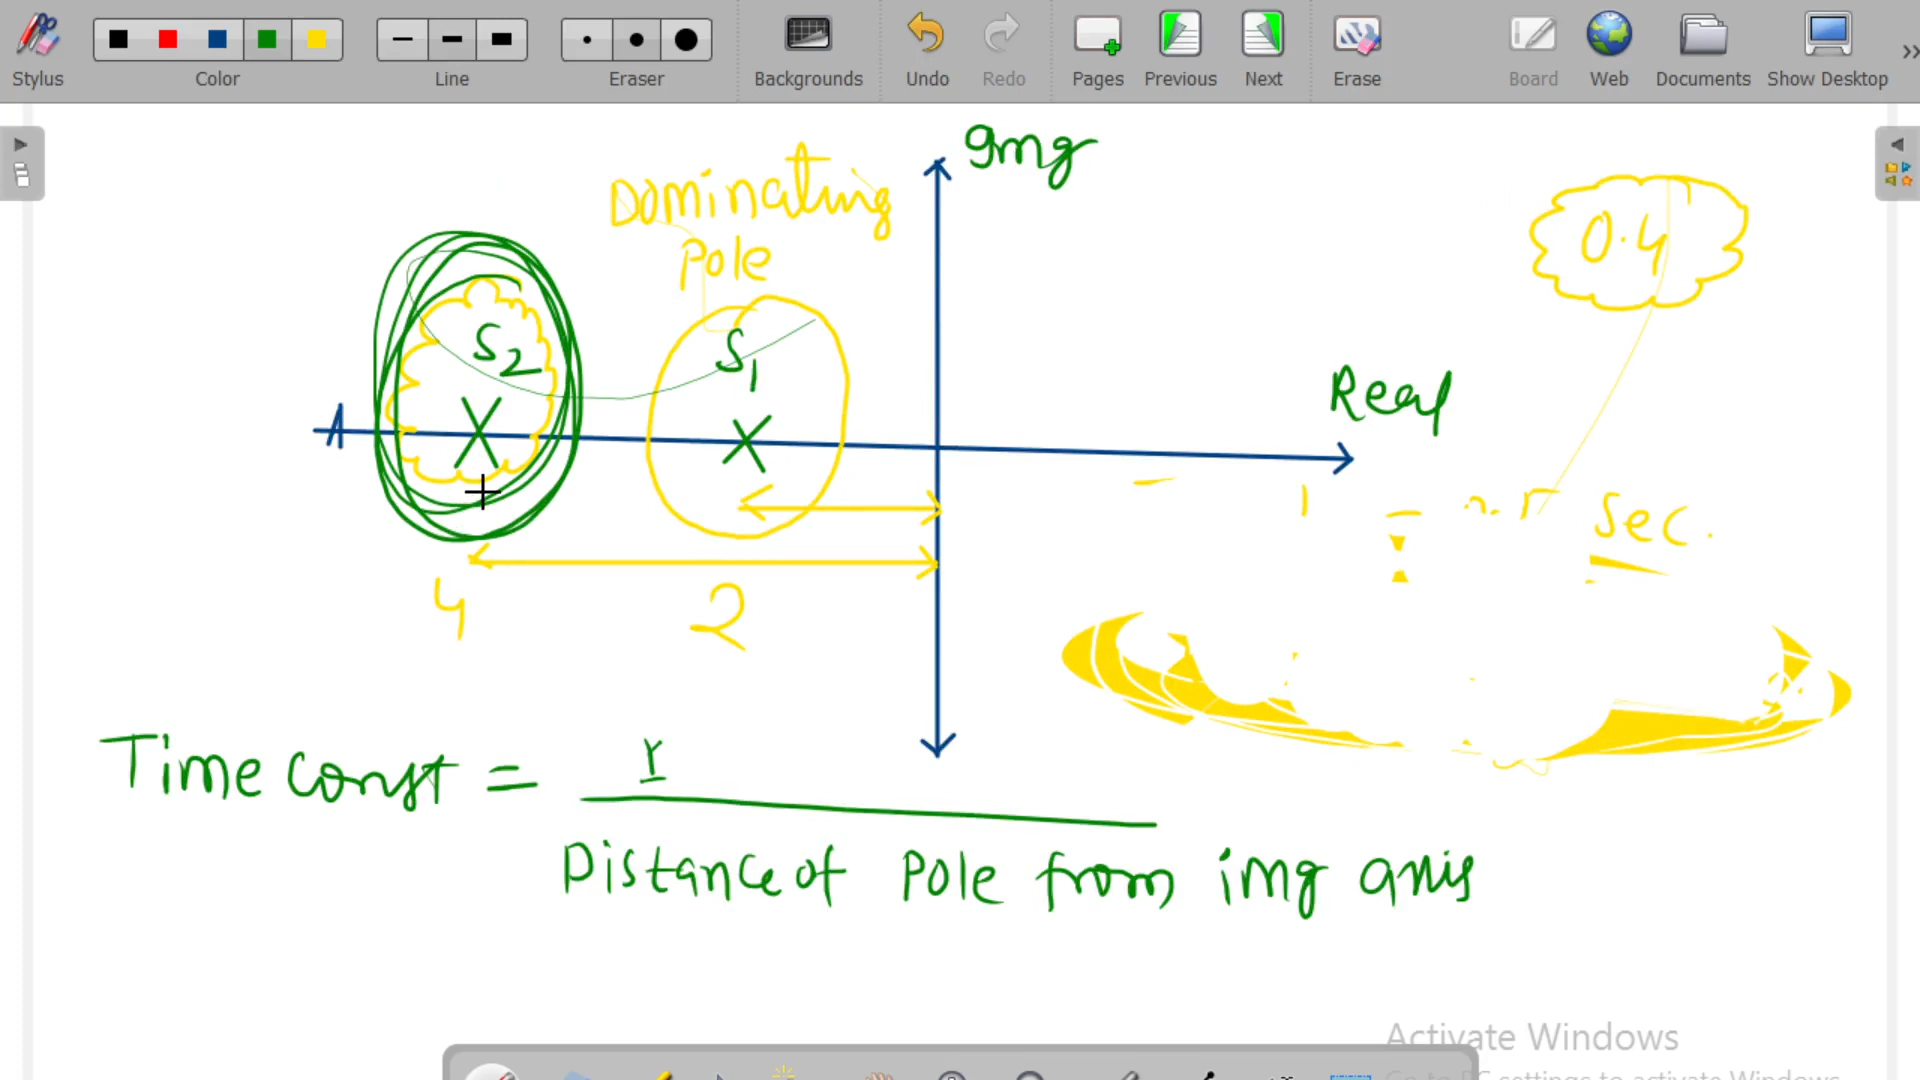 Stylus Color Line Eraser Backgrounds Undo Redo Pages Previous Next Erase Board Web Documents Show Desktop
Img
Dominating
Pole
0.4
S2
S1
Real
Sec.
4 2
Time const = 1
Distance of Pole from img axis
Activate Windows